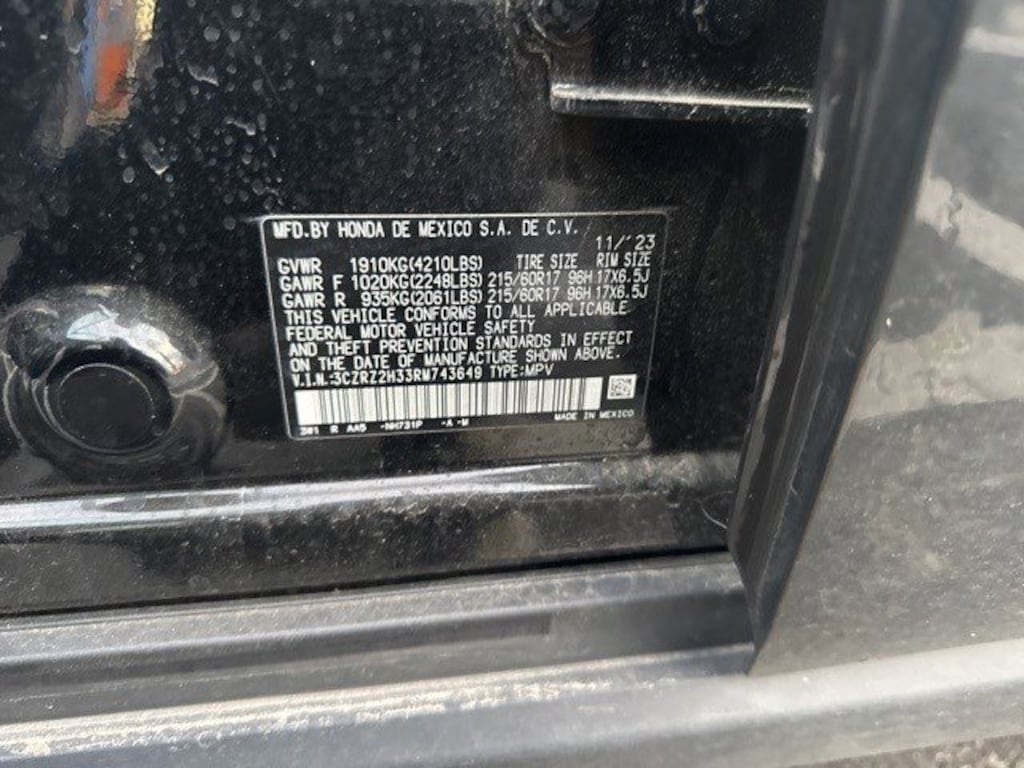 MFD.BY HONDA DE MEXICO S.A. DE C.V.
11/'23
GVWR 1910KG(4210LBS) TIRE SIZE RIM SIZE
GAWR F 1020KG(2248LBS) 215/60R17 96H 17X6.5J
GAWR R 935KG(2061LBS) 215/60R17 96H 17X6.5J
THIS VEHICLE CONFORMS TO ALL APPLICABLE
FEDERAL MOTOR VEHICLE SAFETY
AND THEFT PREVENTION STANDARDS IN EFFECT
ON THE DATE OF MANUFACTURE SHOWN ABOVE.
V.I.N.:3CZRZ2H33RM743649 TYPE:MPV
MADE IN MEXICO
R AA5 -NH731P -A -M